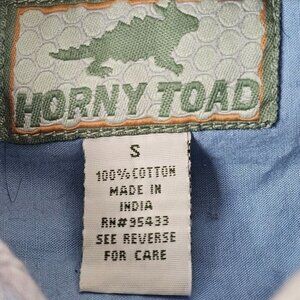 HORNY TOAD
S
100% COTTON
MADE IN
INDIA
RN#95433
SEE REVERSE
FOR CARE